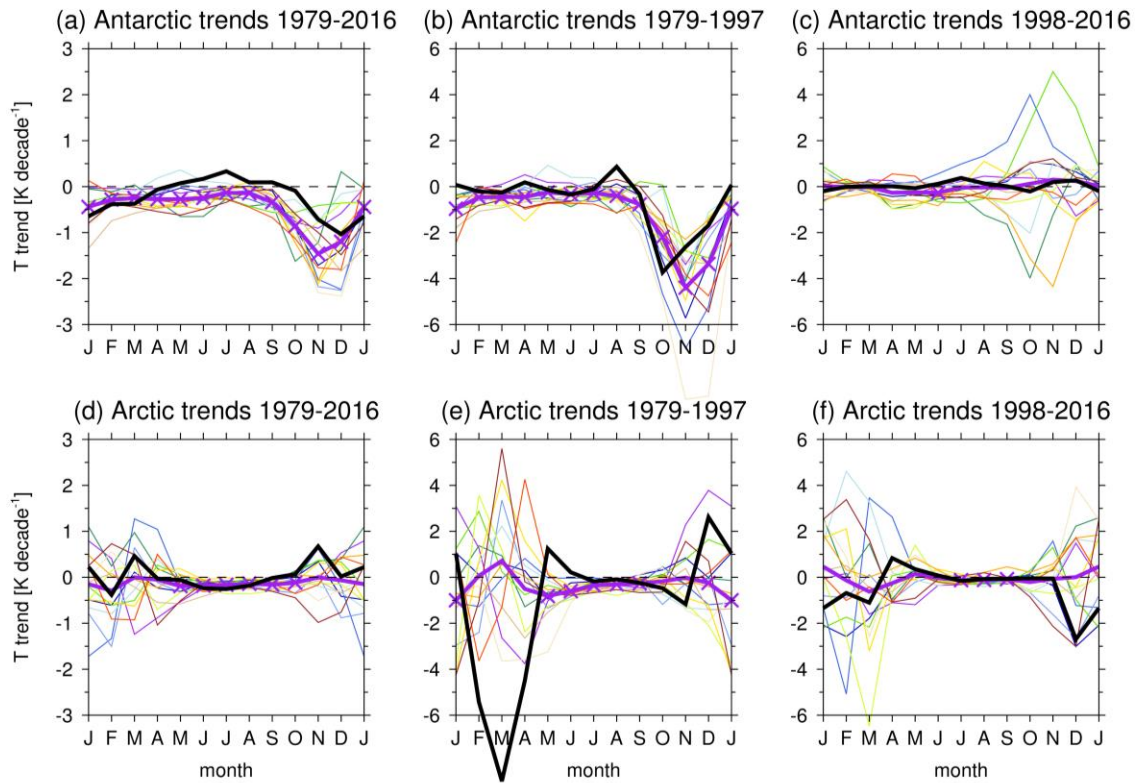 (a) Antarctic trends 1979-2016
(b) Antarctic trends 1979-1997
(c) Antarctic trends 1998-2016
T trend [K decade⁻¹]
3
2
1
0
-1
-2
-3
J F M A M J J A S O N D J
6
4
2
0
-2
-4
-6
J F M A M J J A S O N D J
6
4
2
0
-2
-4
-6
J F M A M J J A S O N D J
(d) Arctic trends 1979-2016
(e) Arctic trends 1979-1997
(f) Arctic trends 1998-2016
T trend [K decade⁻¹]
3
2
1
0
-1
-2
-3
J F M A M J J A S O N D J
month
6
4
2
0
-2
-4
-6
J F M A M J J A S O N D J
month
6
4
2
0
-2
-4
-6
J F M A M J J A S O N D J
month